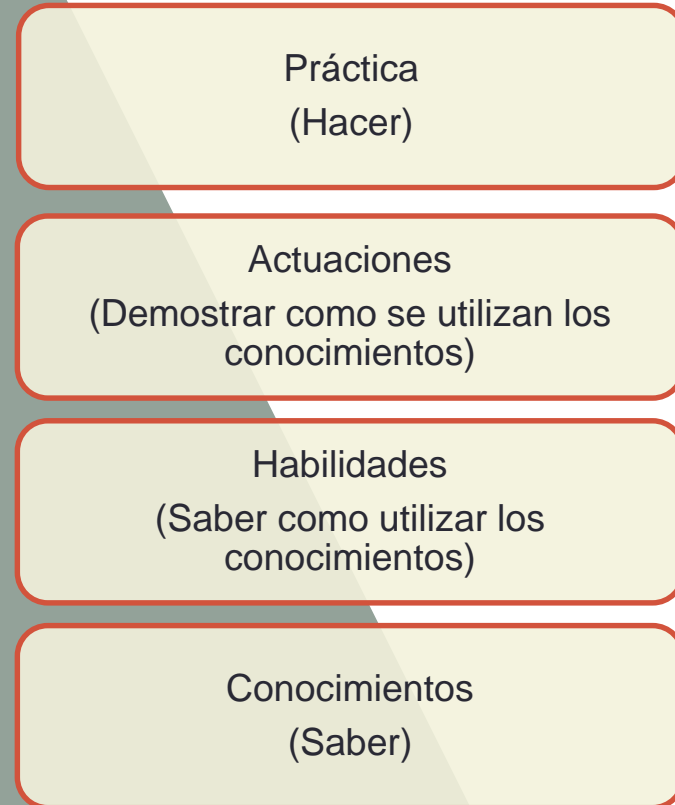 Práctica
(Hacer)
Actuaciones
(Demostrar como se utilizan los
conocimientos)
Habilidades
(Saber como utilizar los
conocimientos)
Conocimientos
(Saber)